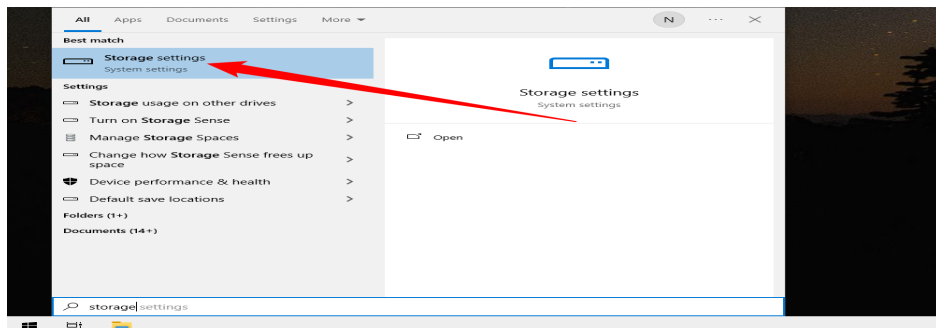 All Apps Documents Settings More N ...
Best match
Storage settings
System settings
Settings
Storage usage on other drives
Turn on Storage Sense
Manage Storage Spaces
Change how Storage Sense frees up
space
Device performance & health
Default save locations
Folders (1+)
Documents (14+)
Storage settings
System settings
Open
storage settings